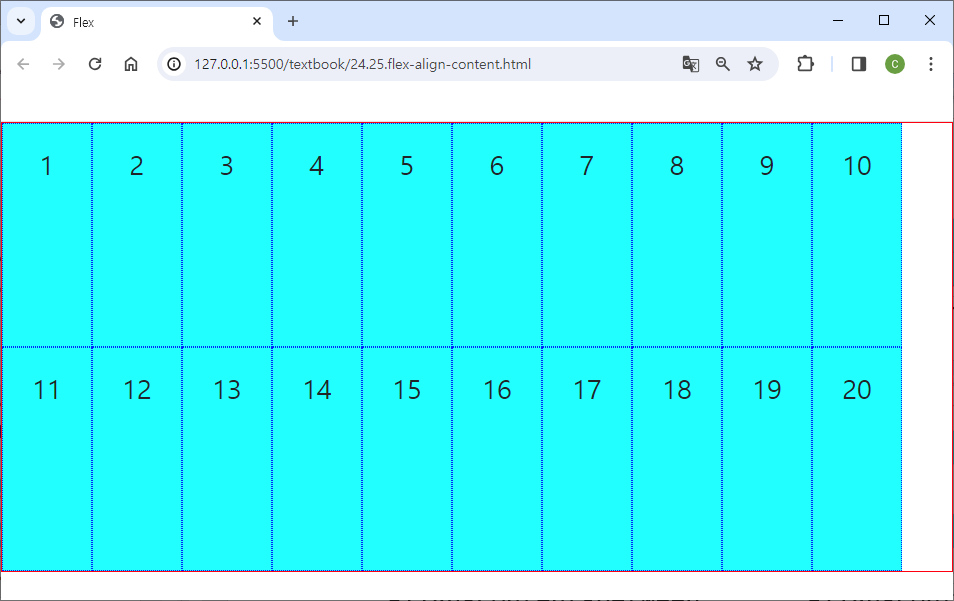 Flex
127.0.0.1:5500/textbook/24.25.flex-align-content.html
C
1 2 3 4 5 6 7 8 9 10
11 12 13 14 15 16 17 18 19 20